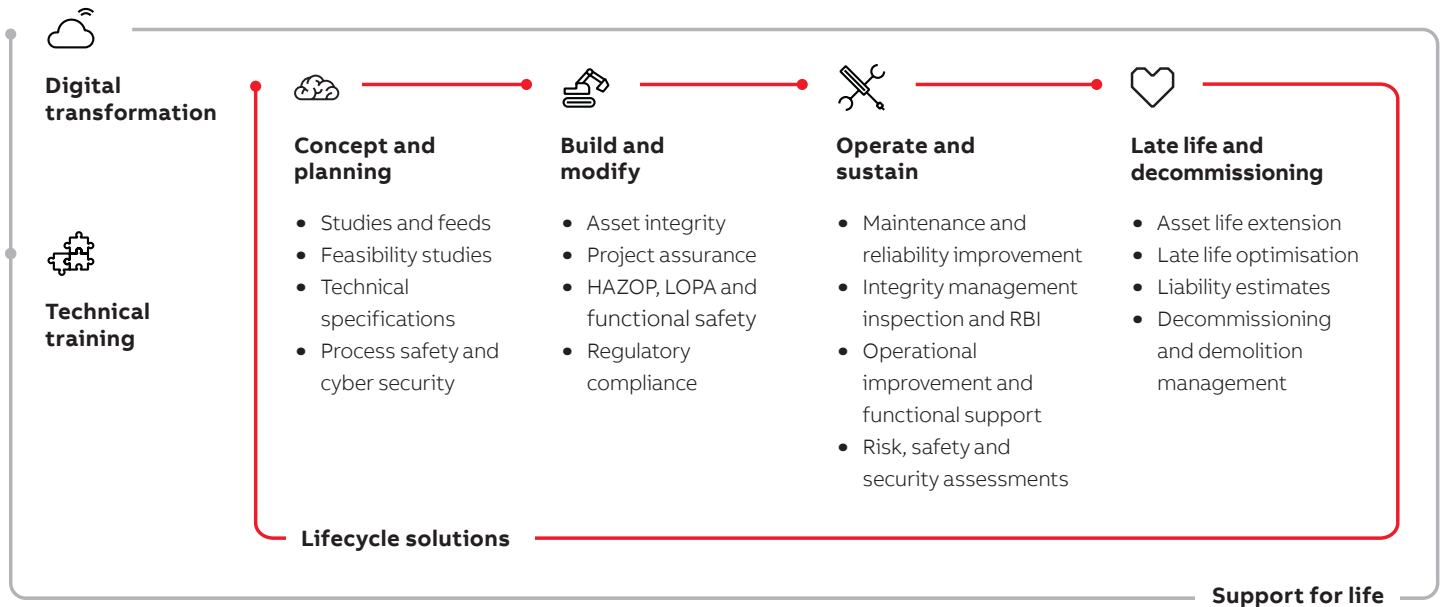 Digital
transformation
Technical
training
Concept and
planning
• Studies and feeds
• Feasibility studies
• Technical
specifications
• Process safety and
cyber security
Build and
modify
• Asset integrity
• Project assurance
• HAZOP, LOPA and
functional safety
• Regulatory
compliance
Operate and
sustain
• Maintenance and
reliability improvement
• Integrity management
inspection and RBI
• Operational
improvement and
functional support
• Risk, safety and
security assessments
Late life and
decommissioning
• Asset life extension
• Late life optimisation
• Liability estimates
• Decommissioning
and demolition
management
Lifecycle solutions
Support for life